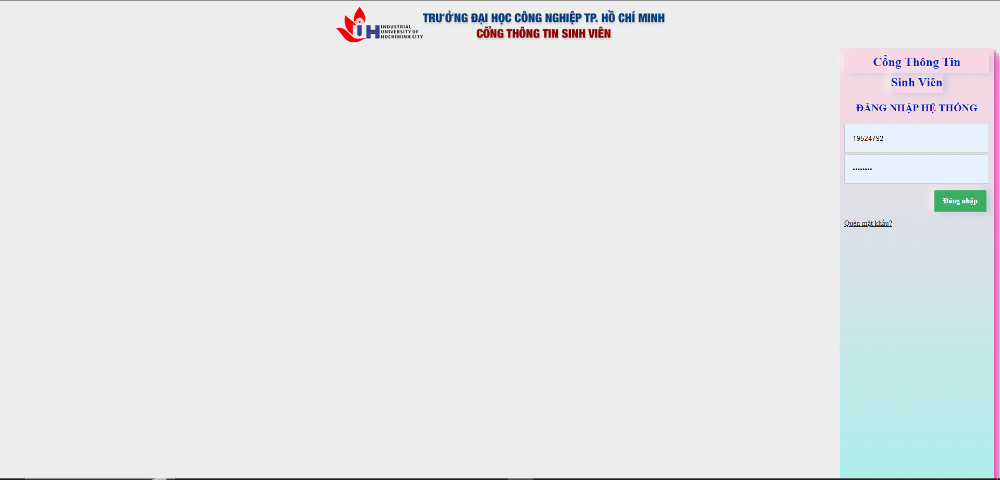 INDUSTRIAL
UNIVERSITY OF
HOCHIMINH CITY
TRƯỜNG ĐẠI HỌC CÔNG NGHIỆP TP. HỒ CHÍ MINH
CỔNG THÔNG TIN SINH VIÊN
Cổng Thông Tin
Sinh Viên
ĐĂNG NHẬP HỆ THỐNG
19524792
••••••••
Đăng nhập
Quên mật khẩu?